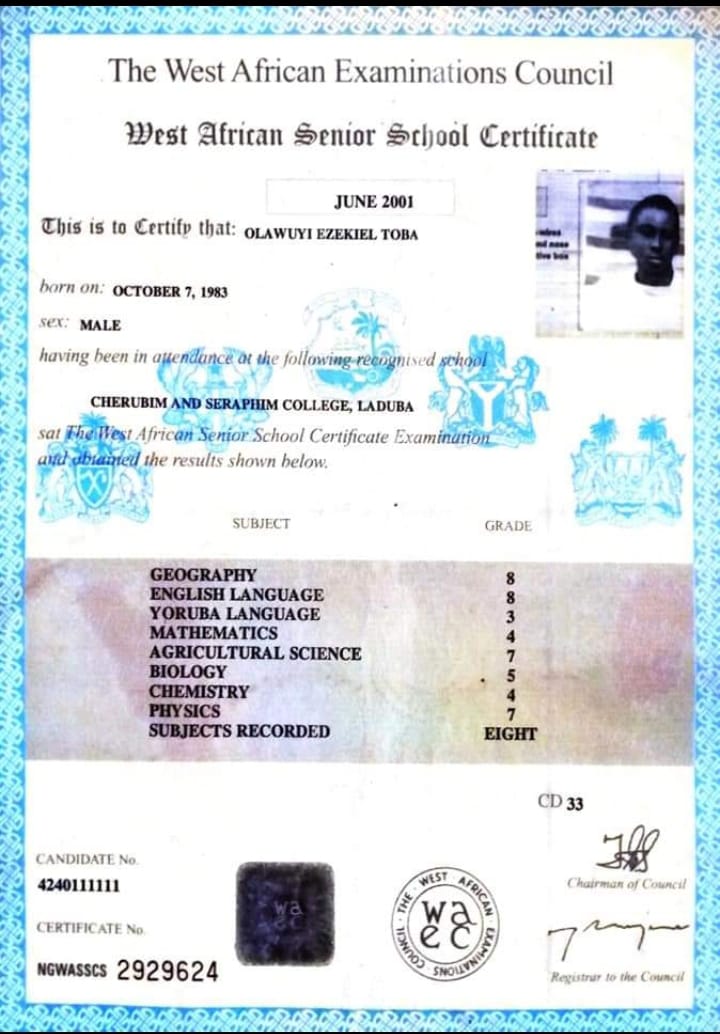 The West African Examinations Council
West African Senior School Certificate
JUNE 2001
This is to Certify that: OLAWUYI EZEKIEL TOBA
born on: OCTOBER 7, 1983
sex: MALE
having been in attendance at the following recognised school
CHERUBIM AND SERAPHIM COLLEGE, LADUBA
sat The West African Senior School Certificate Examination
and obtained the results shown below.
SUBJECT GRADE
GEOGRAPHY 8
ENGLISH LANGUAGE 8
YORUBA LANGUAGE 3
MATHEMATICS 4
AGRICULTURAL SCIENCE 7
BIOLOGY 5
CHEMISTRY 4
PHYSICS 7
SUBJECTS RECORDED EIGHT
CD 33
CANDIDATE No.
4240111111
Chairman of Council
CERTIFICATE No.
NGWASSCS 2929624
wa
ec
THE WEST AFRICAN EXAMINATIONS COUNCIL
wa
ec
Registrar to the Council